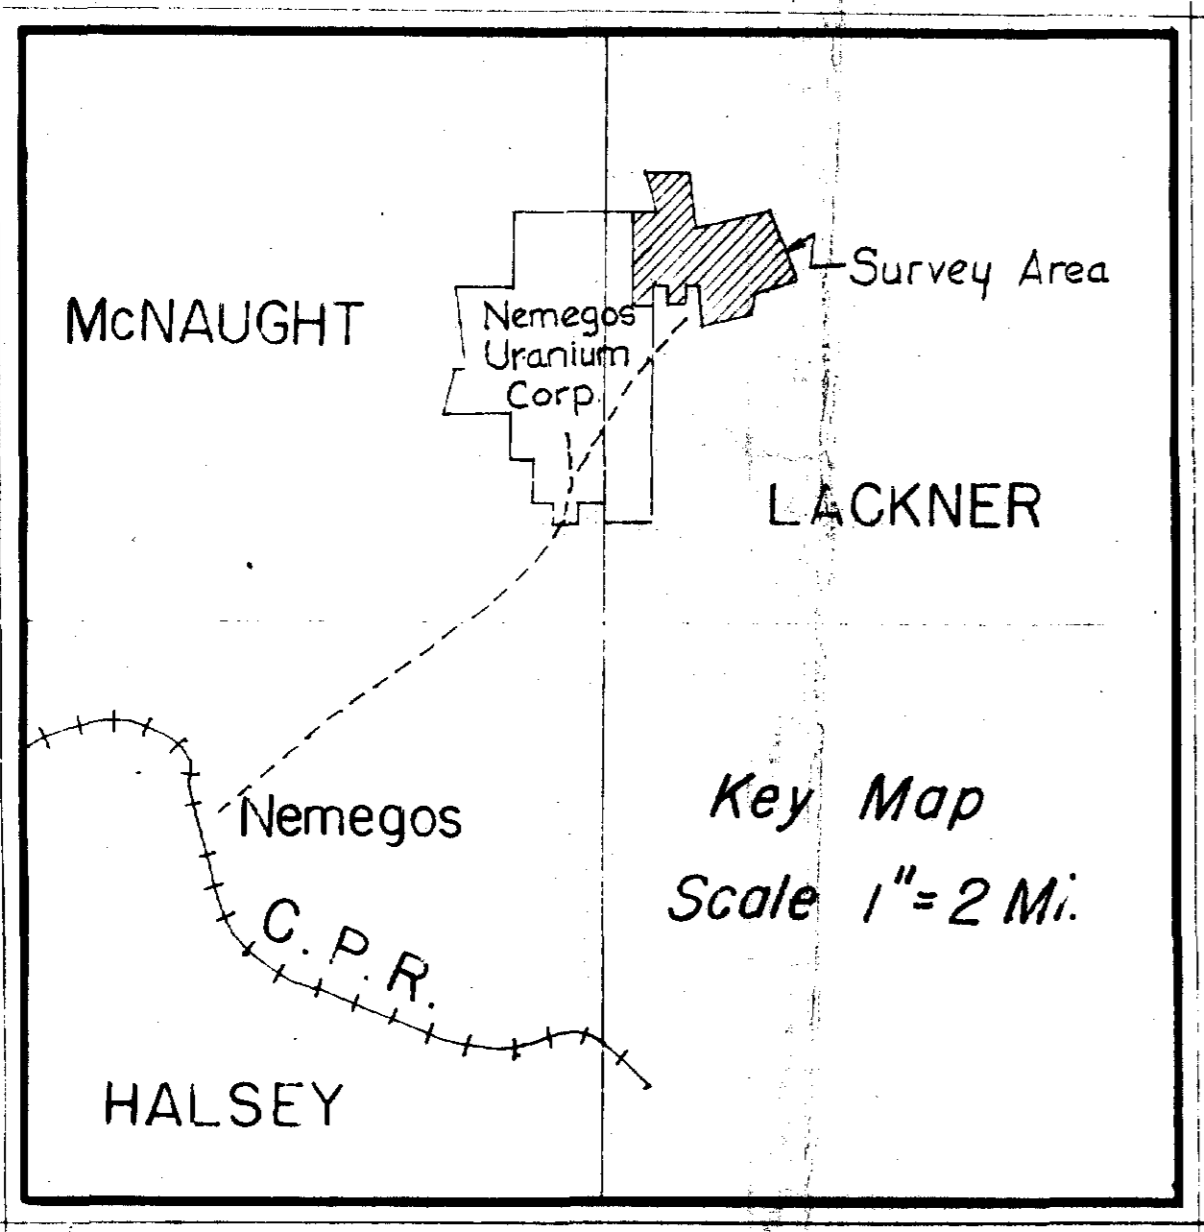 Survey Area
McNAUGHT
Nemegos
Uranium
Corp.
LACKNER
Nemegos
Key Map
Scale 1" = 2 Mi.
C. P. R.
HALSEY